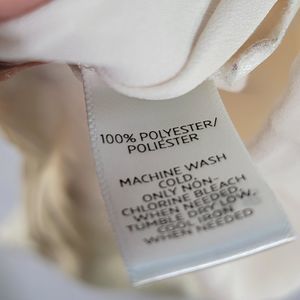 100% POLYESTER/
POLIESTER
MACHINE WASH
COLD.
ONLY NON-
CHLORINE BLEACH
WHEN NEEDED.
TUMBLE DRY LOW.
COOL IRON
WHEN NEEDED